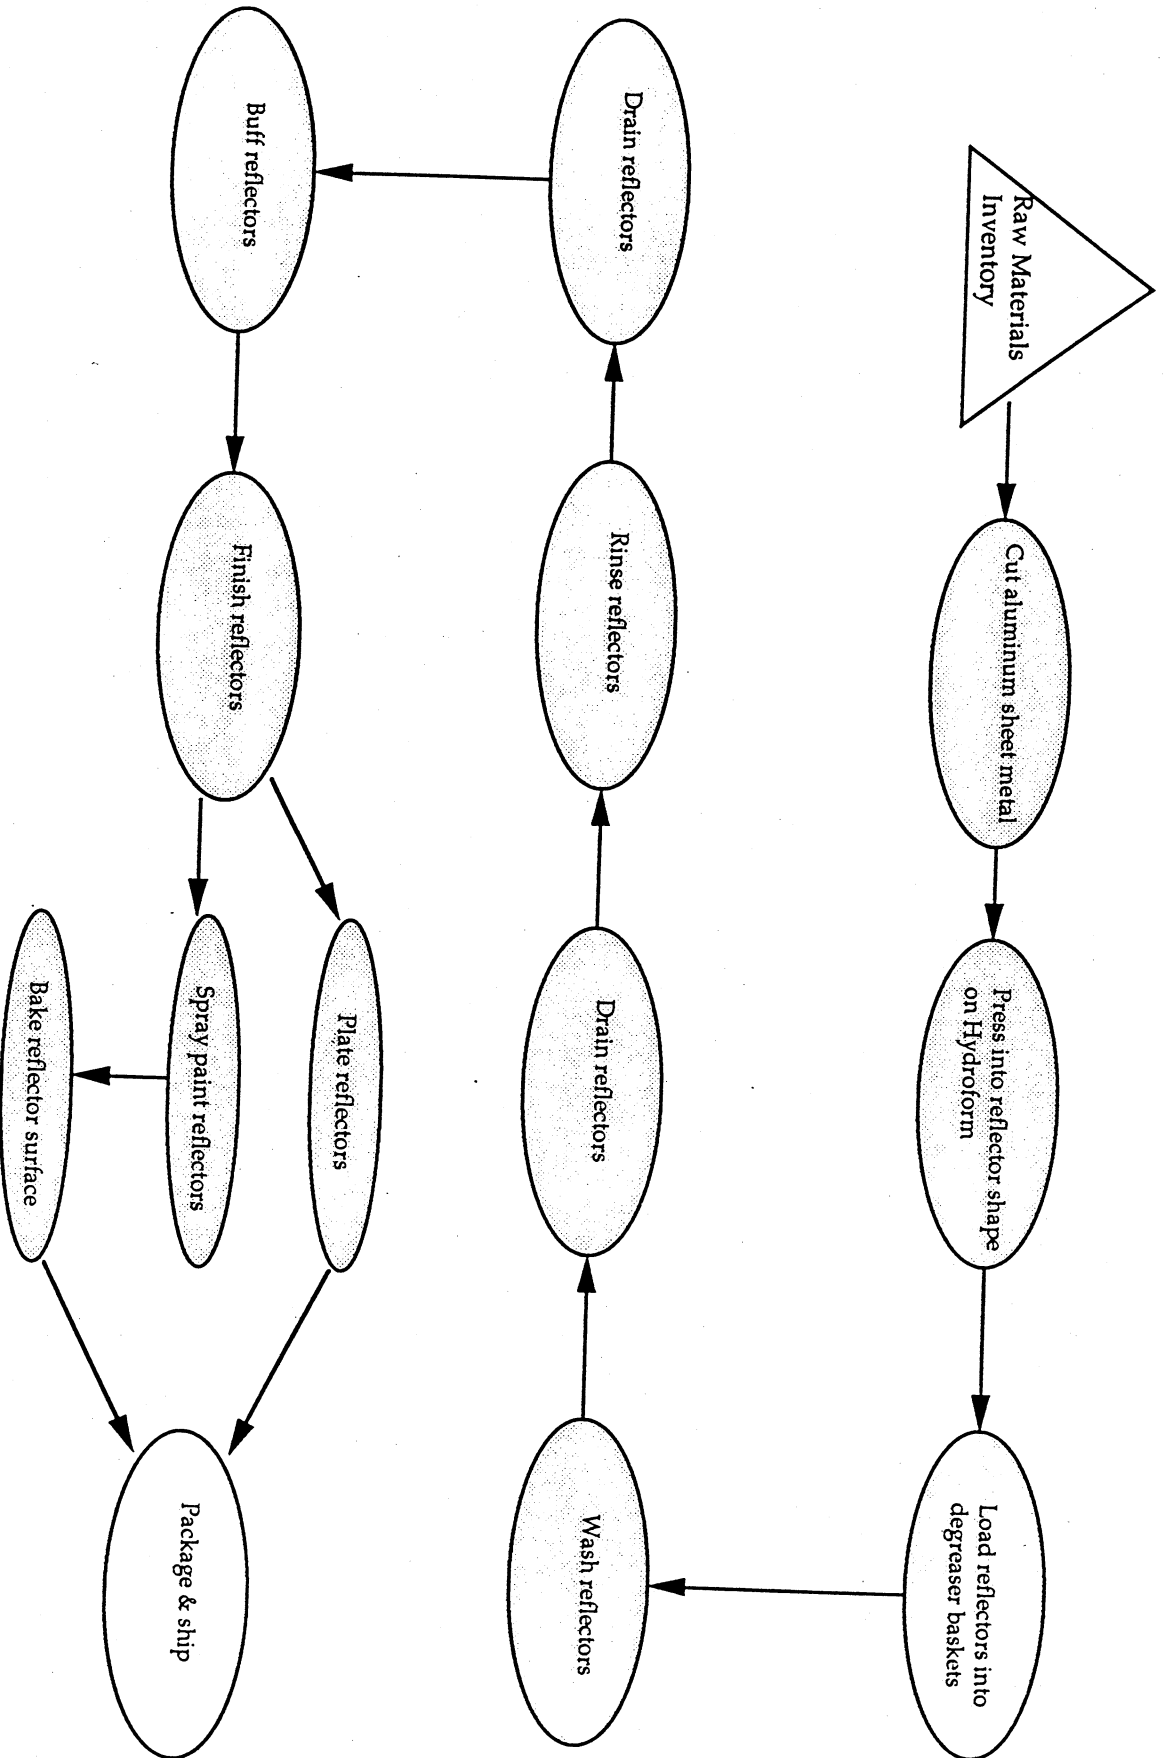 Raw Materials
Inventory
Cut aluminum sheet metal
Press into reflector shape
on Hydroform
Load reflectors into
degreaser baskets
Wash reflectors
Drain reflectors
Rinse reflectors
Drain reflectors
Buff reflectors
Finish reflectors
Plate reflectors
Spray paint reflectors
Bake reflector surface
Package & ship